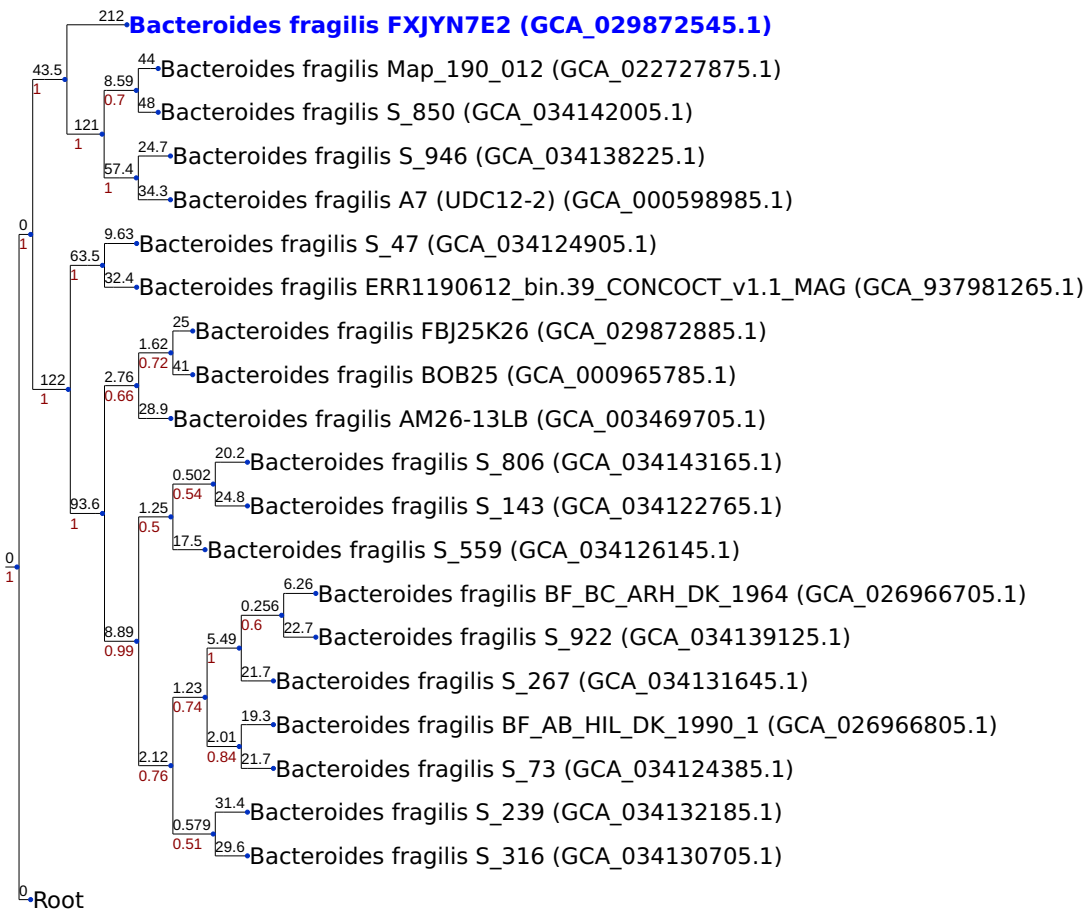 212 Bacteroides fragilis FXJYN7E2 (GCA_029872545.1)
44 Bacteroides fragilis Map_190_012 (GCA_022727875.1)
43.5
8.59
1
0.7
48 Bacteroides fragilis S_850 (GCA_034142005.1)
121
1
24.7 Bacteroides fragilis S_946 (GCA_034138225.1)
57.4
1
34.3 Bacteroides fragilis A7 (UDC12-2) (GCA_000598985.1)
0
1
9.63 Bacteroides fragilis S_47 (GCA_034124905.1)
63.5
1
32.4 Bacteroides fragilis ERR1190612_bin.39_CONCOCT_v1.1_MAG (GCA_937981265.1)
25 Bacteroides fragilis FBJ25K26 (GCA_029872885.1)
1.62
0.72
41 Bacteroides fragilis BOB25 (GCA_000965785.1)
122
1
2.76
0.66
28.9 Bacteroides fragilis AM26-13LB (GCA_003469705.1)
20.2 Bacteroides fragilis S_806 (GCA_034143165.1)
0.502
0.54
24.8 Bacteroides fragilis S_143 (GCA_034122765.1)
93.6
1
1.25
0.5
17.5 Bacteroides fragilis S_559 (GCA_034126145.1)
0
1
6.26 Bacteroides fragilis BF_BC_ARH_DK_1964 (GCA_026966705.1)
0.256
0.6
22.7 Bacteroides fragilis S_922 (GCA_034139125.1)
8.89
0.99
5.49
1
21.7 Bacteroides fragilis S_267 (GCA_034131645.1)
1.23
0.74
19.3 Bacteroides fragilis BF_AB_HIL_DK_1990_1 (GCA_026966805.1)
2.01
0.84
21.7 Bacteroides fragilis S_73 (GCA_034124385.1)
2.12
0.76
31.4 Bacteroides fragilis S_239 (GCA_034132185.1)
0.579
0.51
29.6 Bacteroides fragilis S_316 (GCA_034130705.1)
0 Root